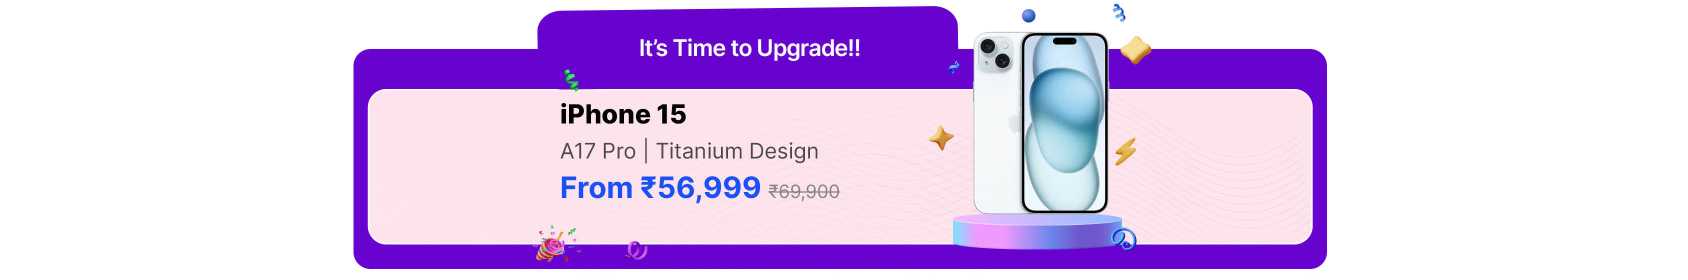 It's Time to Upgrade!!
iPhone 15
A17 Pro | Titanium Design
From ₹56,999 ₹69,900